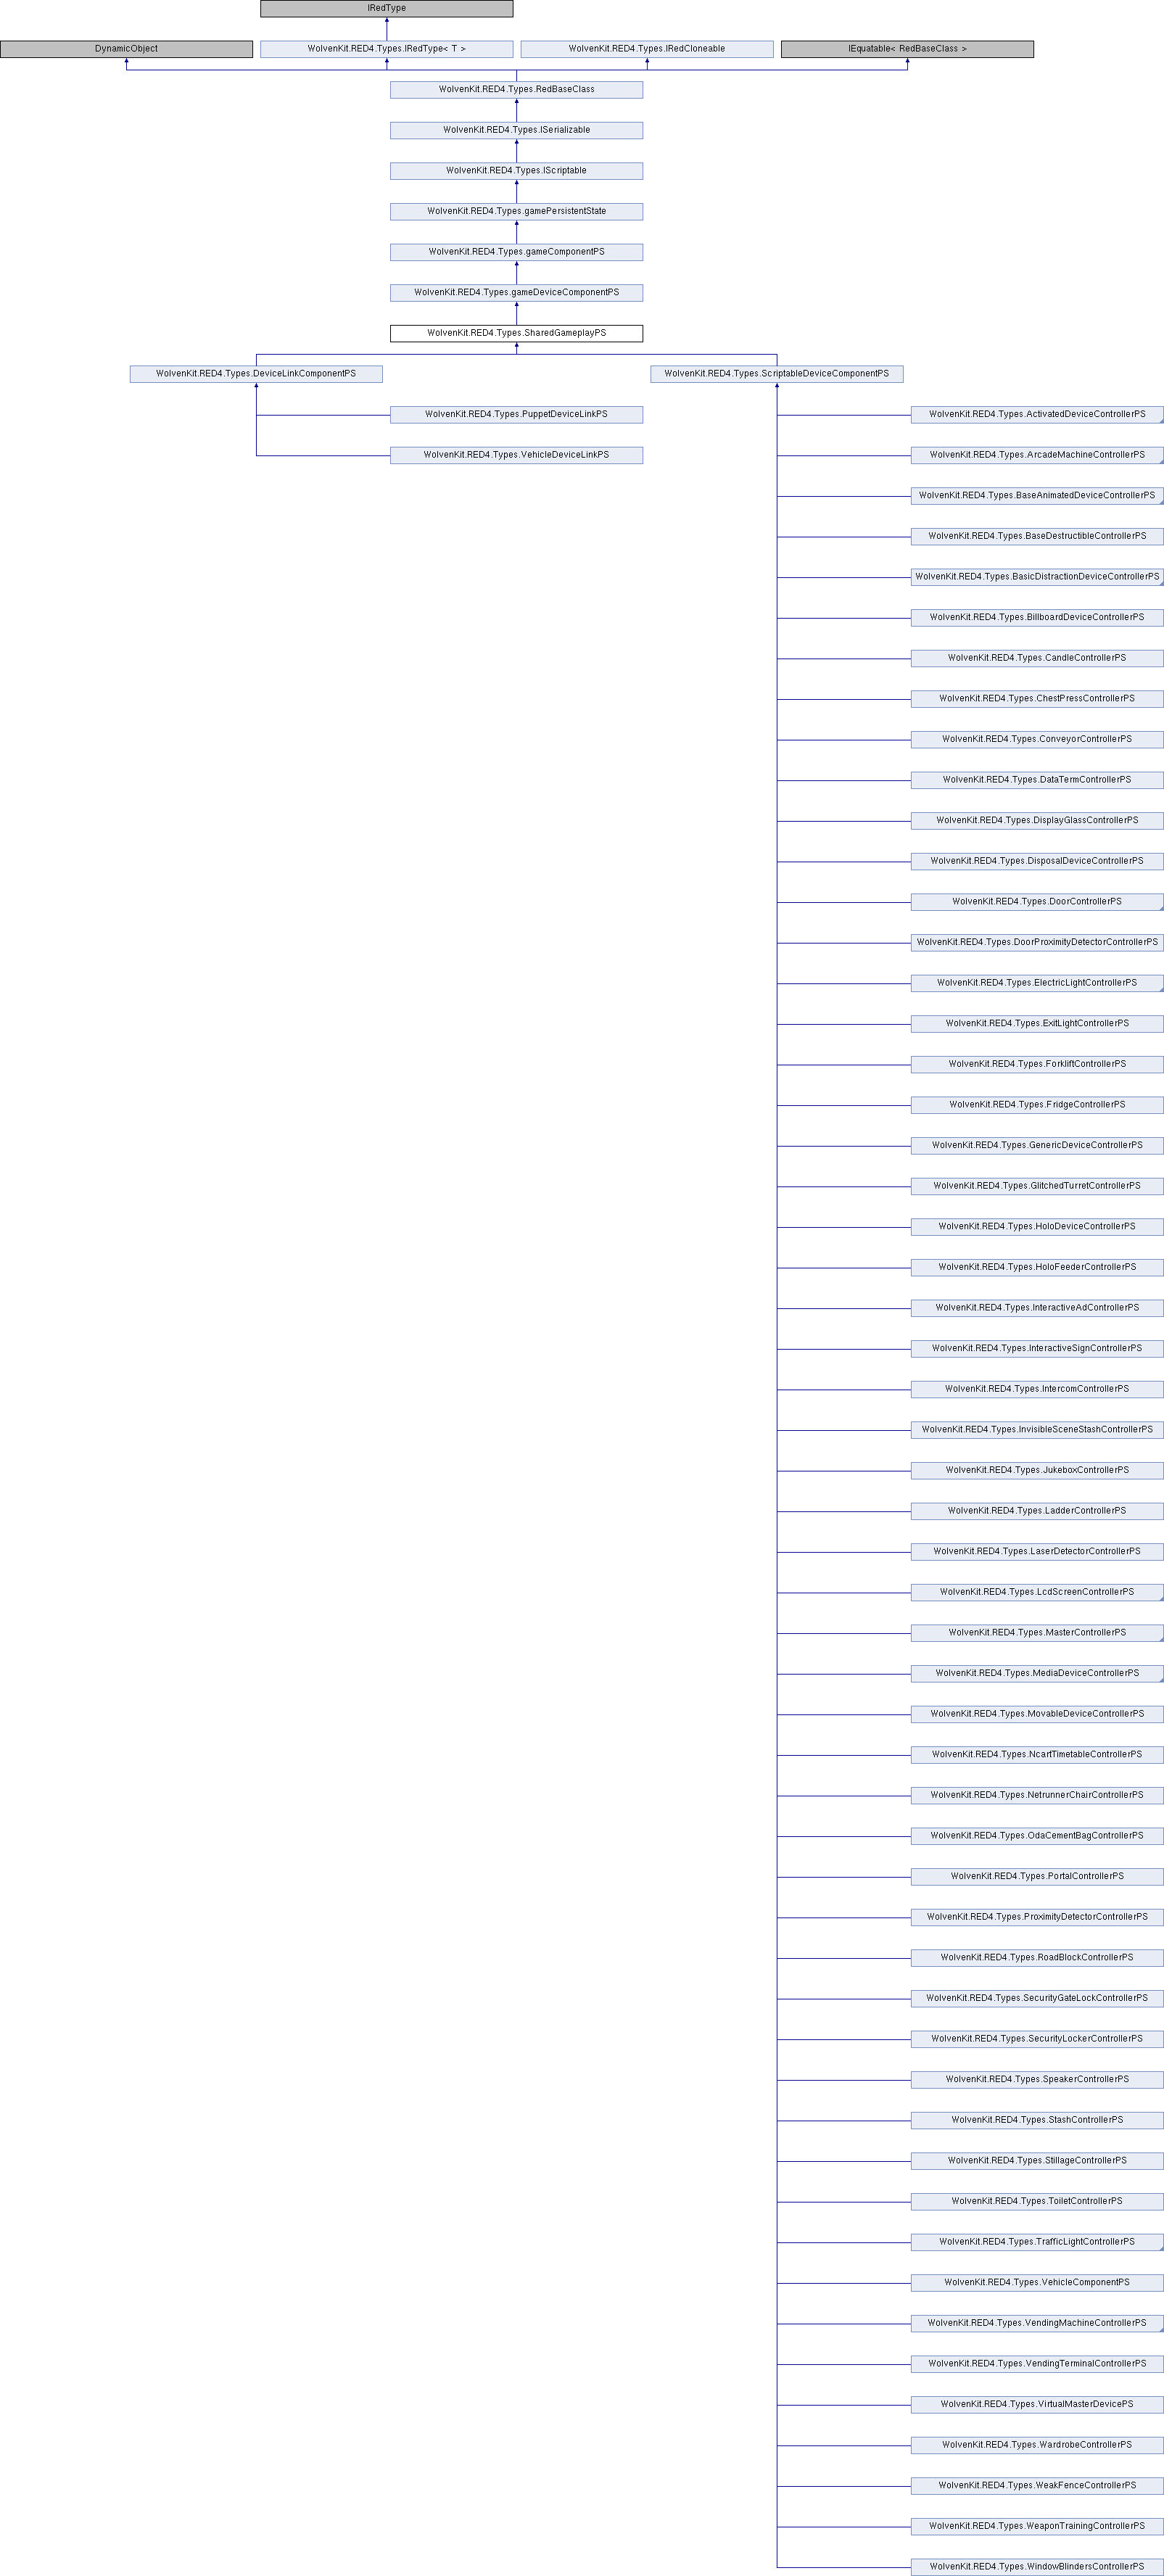 IRedType
DynamicObject
WolvenKit.RED4.Types.IRedType< T >
WolvenKit.RED4.Types.IRedCloneable
IEquatable< RedBaseClass >
WolvenKit.RED4.Types.RedBaseClass
WolvenKit.RED4.Types.ISerializable
WolvenKit.RED4.Types.IScriptable
WolvenKit.RED4.Types.gamePersistentState
WolvenKit.RED4.Types.gameComponentPS
WolvenKit.RED4.Types.gameDeviceComponentPS
WolvenKit.RED4.Types.SharedGameplayPS
WolvenKit.RED4.Types.DeviceLinkComponentPS
WolvenKit.RED4.Types.ScriptableDeviceComponentPS
WolvenKit.RED4.Types.PuppetDeviceLinkPS
WolvenKit.RED4.Types.ActivatedDeviceControllerPS
WolvenKit.RED4.Types.VehicleDeviceLinkPS
WolvenKit.RED4.Types.ArcadeMachineControllerPS
WolvenKit.RED4.Types.BaseAnimatedDeviceControllerPS
WolvenKit.RED4.Types.BaseDestructibleControllerPS
WolvenKit.RED4.Types.BasicDistractionDeviceControllerPS
WolvenKit.RED4.Types.BillboardDeviceControllerPS
WolvenKit.RED4.Types.CandleControllerPS
WolvenKit.RED4.Types.ChestPressControllerPS
WolvenKit.RED4.Types.ConveyorControllerPS
WolvenKit.RED4.Types.DataTermControllerPS
WolvenKit.RED4.Types.DisplayGlassControllerPS
WolvenKit.RED4.Types.DisposalDeviceControllerPS
WolvenKit.RED4.Types.DoorControllerPS
WolvenKit.RED4.Types.DoorProximityDetectorControllerPS
WolvenKit.RED4.Types.ElectricLightControllerPS
WolvenKit.RED4.Types.ExitLightControllerPS
WolvenKit.RED4.Types.ForkliftControllerPS
WolvenKit.RED4.Types.FridgeControllerPS
WolvenKit.RED4.Types.GenericDeviceControllerPS
WolvenKit.RED4.Types.GlitchedTurretControllerPS
WolvenKit.RED4.Types.HoloDeviceControllerPS
WolvenKit.RED4.Types.HoloFeederControllerPS
WolvenKit.RED4.Types.InteractiveAdControllerPS
WolvenKit.RED4.Types.InteractiveSignControllerPS
WolvenKit.RED4.Types.IntercomControllerPS
WolvenKit.RED4.Types.InvisibleSceneStashControllerPS
WolvenKit.RED4.Types.JukeboxControllerPS
WolvenKit.RED4.Types.LadderControllerPS
WolvenKit.RED4.Types.LaserDetectorControllerPS
WolvenKit.RED4.Types.LcdScreenControllerPS
WolvenKit.RED4.Types.MasterControllerPS
WolvenKit.RED4.Types.MediaDeviceControllerPS
WolvenKit.RED4.Types.MovableDeviceControllerPS
WolvenKit.RED4.Types.NcartTimetableControllerPS
WolvenKit.RED4.Types.NetrunnerChairControllerPS
WolvenKit.RED4.Types.OdaCementBagControllerPS
WolvenKit.RED4.Types.PortalControllerPS
WolvenKit.RED4.Types.ProximityDetectorControllerPS
WolvenKit.RED4.Types.RoadBlockControllerPS
WolvenKit.RED4.Types.SecurityGateLockControllerPS
WolvenKit.RED4.Types.SecurityLockerControllerPS
WolvenKit.RED4.Types.SpeakerControllerPS
WolvenKit.RED4.Types.StashControllerPS
WolvenKit.RED4.Types.StillageControllerPS
WolvenKit.RED4.Types.ToiletControllerPS
WolvenKit.RED4.Types.TrafficLightControllerPS
WolvenKit.RED4.Types.VehicleComponentPS
WolvenKit.RED4.Types.VendingMachineControllerPS
WolvenKit.RED4.Types.VendingTerminalControllerPS
WolvenKit.RED4.Types.VirtualMasterDevicePS
WolvenKit.RED4.Types.WardrobeControllerPS
WolvenKit.RED4.Types.WeakFenceControllerPS
WolvenKit.RED4.Types.WeaponTrainingControllerPS
WolvenKit.RED4.Types.WindowBlindersControllerPS